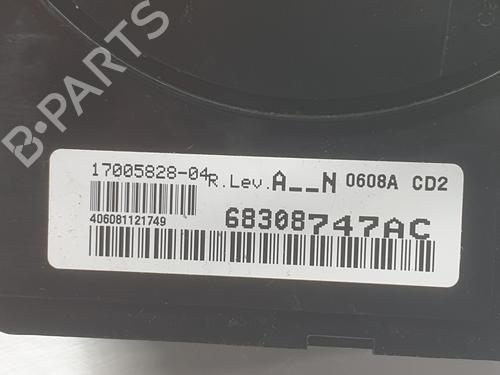 B-PARTS
17005828-04 R.Lev. A__N 0608A CD2
406081121749
68308747AC